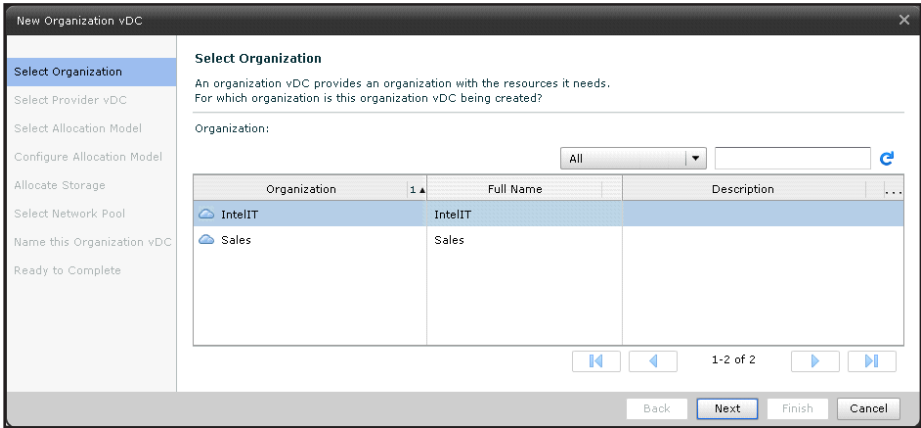 New Organization vDC
Select Organization
Select Provider vDC
Select Allocation Model
Configure Allocation Model
Allocate Storage
Select Network Pool
Name this Organization vDC
Ready to Complete
Select Organization
An organization vDC provides an organization with the resources it needs.
For which organization is this organization vDC being created?
Organization:
All
Organization 1 ▲ Full Name Description ...
IntelIT IntelIT
Sales Sales
1-2 of 2
Back Next Finish Cancel